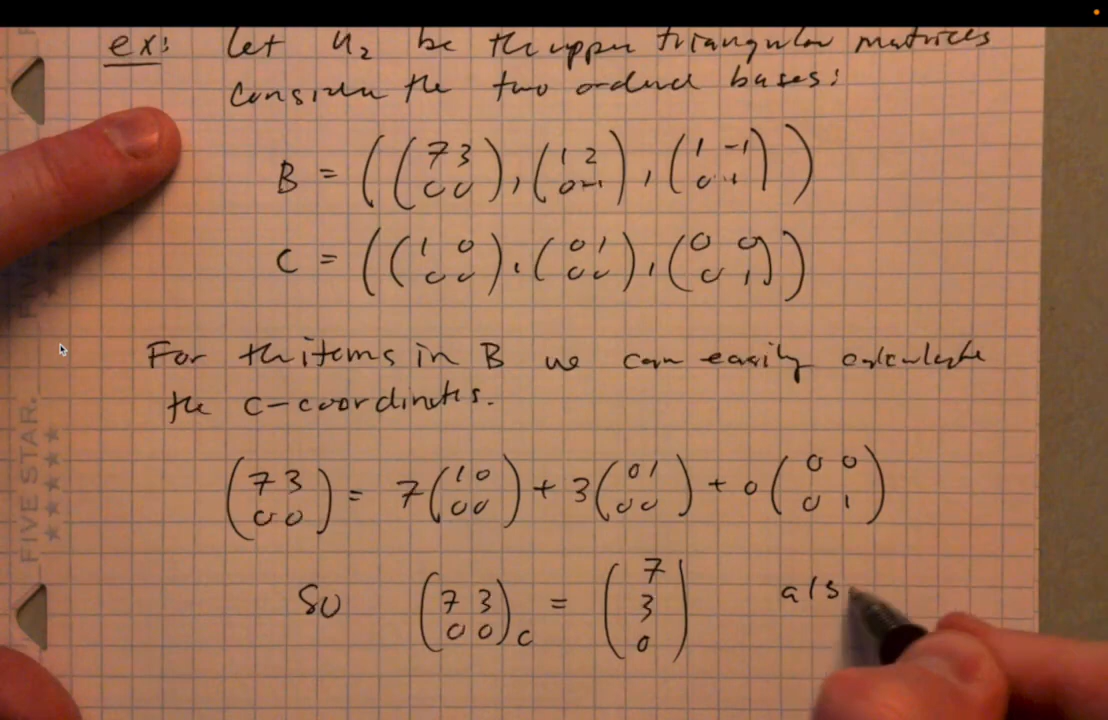 ex: Let U₂ be the upper triangular matrices
Consider the two ordered bases:
B = ( ( 7 3 ; 0 0 ) , ( 1 2 ; 0 -1 ) , ( 1 -1 ; 0 ) )
C = ( ( 1 0 ; 0 0 ) , ( 0 1 ; 0 0 ) , ( 0 0 ; 0 1 ) )
For the items in B we can easily calculate
the C-coordinates.
( 7 3 ; 0 0 ) = 7 ( 1 0 ; 0 0 ) + 3 ( 0 1 ; 0 0 ) + 0 ( 0 0 ; 0 1 )
So ( 7 3 ; 0 0 )_C = ( 7 ; 3 ; 0 ) als
FIVE STAR.